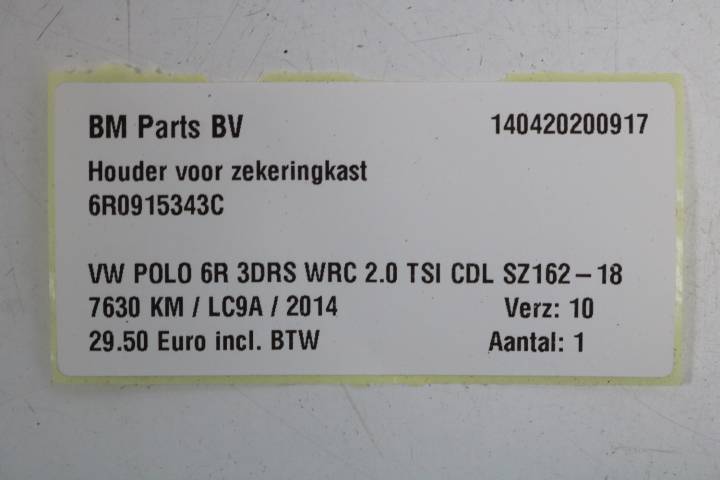 BM Parts BV 140420200917
Houder voor zekeringkast
6R0915343C
VW POLO 6R 3DRS WRC 2.0 TSI CDL SZ162-18
7630 KM / LC9A / 2014 Verz: 10
29.50 Euro incl. BTW Aantal: 1